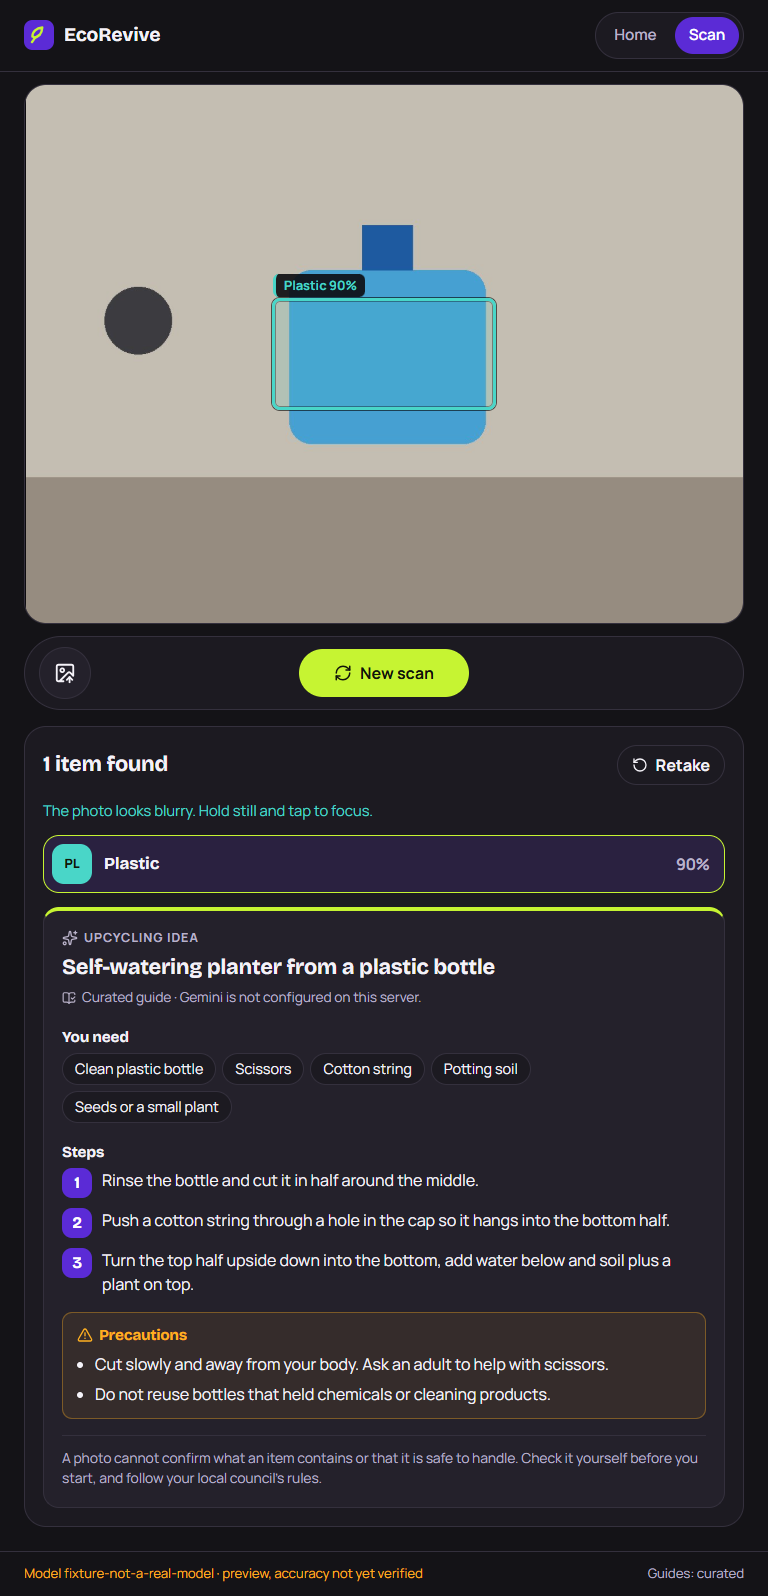 EcoRevive
Home
Scan
Plastic 90%
New scan
1 item found
Retake
The photo looks blurry. Hold still and tap to focus.
PL
Plastic
90%
UPCYCLING IDEA
Self-watering planter from a plastic bottle
Curated guide · Gemini is not configured on this server.
You need
Clean plastic bottle
Scissors
Cotton string
Potting soil
Seeds or a small plant
Steps
1 Rinse the bottle and cut it in half around the middle.
2 Push a cotton string through a hole in the cap so it hangs into the bottom half.
3 Turn the top half upside down into the bottom, add water below and soil plus a
plant on top.
Precautions
• Cut slowly and away from your body. Ask an adult to help with scissors.
• Do not reuse bottles that held chemicals or cleaning products.
A photo cannot confirm what an item contains or that it is safe to handle. Check it yourself before you
start, and follow your local council's rules.
Model fixture-not-a-real-model · preview, accuracy not yet verified
Guides: curated